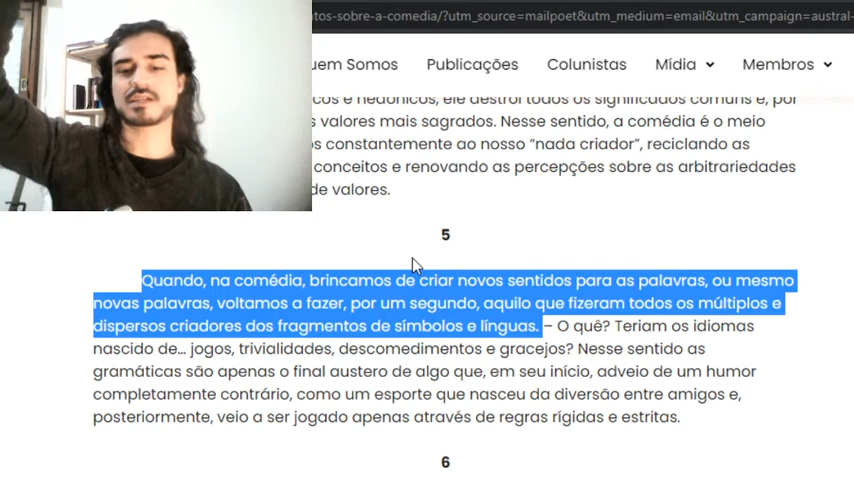 ntos-sobre-a-comedia/?utm_source=mailpoet&utm_medium=email&utm_campaign=austral-
uem Somos Publicações Colunistas Mídia Membros
icos e hedônicos, ele destrói todos os significados comuns e, por
s valores mais sagrados. Nesse sentido, a comédia é o meio
os constantemente ao nosso “nada criador”, reciclando as
conceitos e renovando as percepções sobre as arbitrariedades
de valores.
5
Quando, na comédia, brincamos de criar novos sentidos para as palavras, ou mesmo
novas palavras, voltamos a fazer, por um segundo, aquilo que fizeram todos os múltiplos e
dispersos criadores dos fragmentos de símbolos e línguas. – O quê? Teriam os idiomas
nascido de... jogos, trivialidades, descomedimentos e gracejos? Nesse sentido as
gramáticas são apenas o final austero de algo que, em seu início, adveio de um humor
completamente contrário, como um esporte que nasceu da diversão entre amigos e,
posteriormente, veio a ser jogado apenas através de regras rígidas e estritas.
6